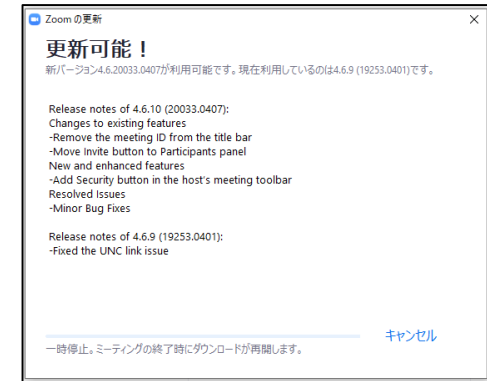 Zoom の更新
更新可能！
新バージョン4.6.20033.0407が利用可能です。現在利用しているのは4.6.9 (19253.0401)です。
Release notes of 4.6.10 (20033.0407):
Changes to existing features
-Remove the meeting ID from the title bar
-Move Invite button to Participants panel
New and enhanced features
-Add Security button in the host's meeting toolbar
Resolved Issues
-Minor Bug Fixes
Release notes of 4.6.9 (19253.0401):
-Fixed the UNC link issue
キャンセル
一時停止。ミーティングの終了時にダウンロードが再開します。